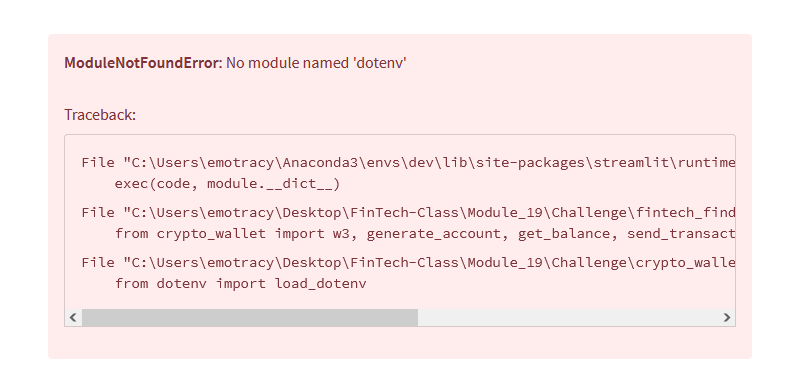 ModuleNotFoundError: No module named 'dotenv'
Traceback:
File "C:\Users\emotracy\Anaconda3\envs\dev\lib\site-packages\streamlit\runtime
exec(code, module.__dict__)
File "C:\Users\emotracy\Desktop\FinTech-Class\Module_19\Challenge\fintech_find
from crypto_wallet import w3, generate_account, get_balance, send_transact
File "C:\Users\emotracy\Desktop\FinTech-Class\Module_19\Challenge\crypto_walle
from dotenv import load_dotenv